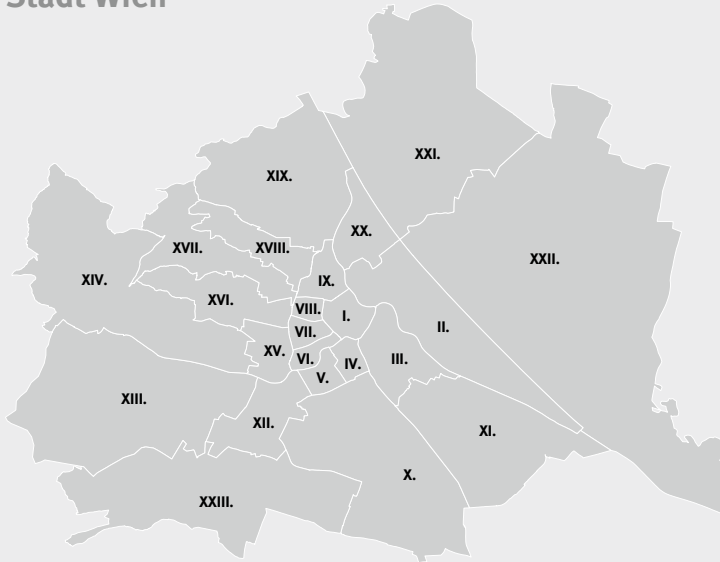 Stadt Wien
XXI.
XIX.
XX.
XVII.
XVIII.
XXII.
XIV.
IX.
XVI.
VIII.
I.
II.
VII.
XV.
VI.
IV.
III.
V.
XIII.
XII.
XI.
X.
XXIII.